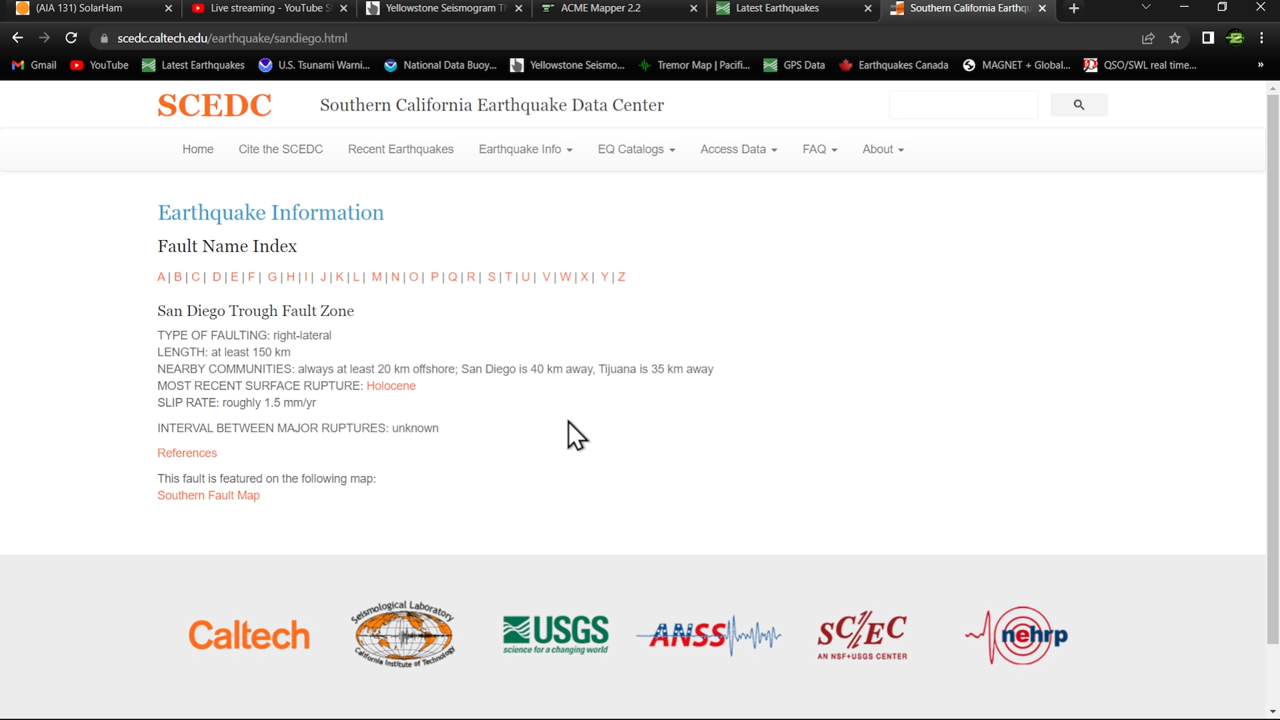 (AIA 131) SolarHam
Live streaming - YouTube S
Yellowstone Seismogram T
ACME Mapper 2.2
Latest Earthquakes
Southern California Earthqu
scedc.caltech.edu/earthquake/sandiego.html
Gmail
YouTube
Latest Earthquakes
U.S. Tsunami Warni...
National Data Buoy...
Yellowstone Seismo...
Tremor Map | Pacifi...
GPS Data
Earthquakes Canada
MAGNET + Global...
QSO/SWL real time...
»
SCEDC
Southern California Earthquake Data Center
Home
Cite the SCEDC
Recent Earthquakes
Earthquake Info
EQ Catalogs
Access Data
FAQ
About
Earthquake Information
Fault Name Index
A | B | C | D | E | F | G | H | I | J | K | L | M | N | O | P | Q | R | S | T | U | V | W | X | Y | Z
San Diego Trough Fault Zone
TYPE OF FAULTING: right-lateral
LENGTH: at least 150 km
NEARBY COMMUNITIES: always at least 20 km offshore; San Diego is 40 km away, Tijuana is 35 km away
MOST RECENT SURFACE RUPTURE: Holocene
SLIP RATE: roughly 1.5 mm/yr
INTERVAL BETWEEN MAJOR RUPTURES: unknown
References
This fault is featured on the following map:
Southern Fault Map
Caltech
Seismological Laboratory
California Institute of Technology
USGS
science for a changing world
ANSS
SC/EC
AN NSF+USGS CENTER
nehrp